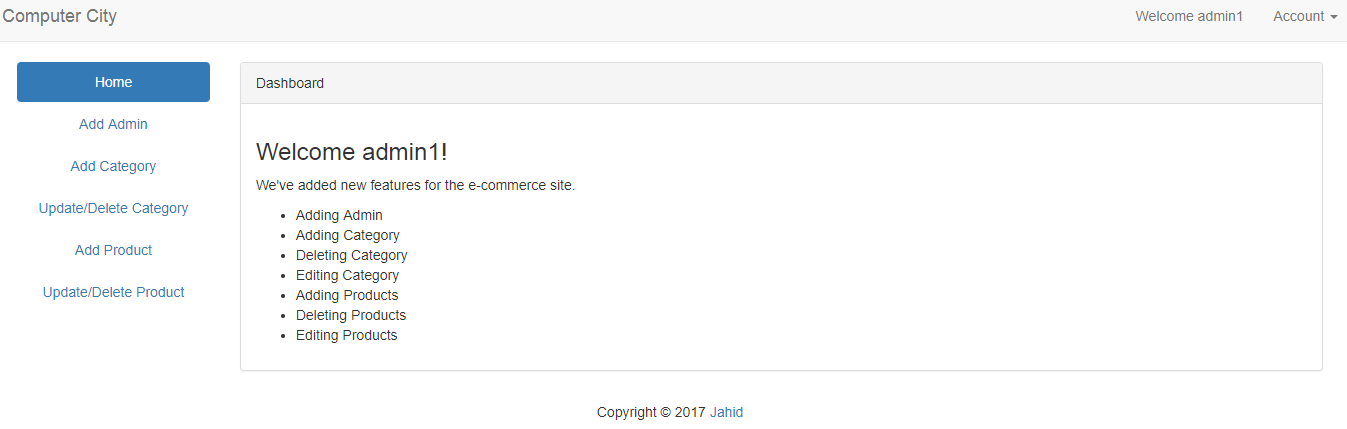 Computer City
Welcome admin1
Account
Home
Add Admin
Add Category
Update/Delete Category
Add Product
Update/Delete Product
Dashboard
Welcome admin1!
We've added new features for the e-commerce site.
Adding Admin
Adding Category
Deleting Category
Editing Category
Adding Products
Deleting Products
Editing Products
Copyright © 2017 Jahid